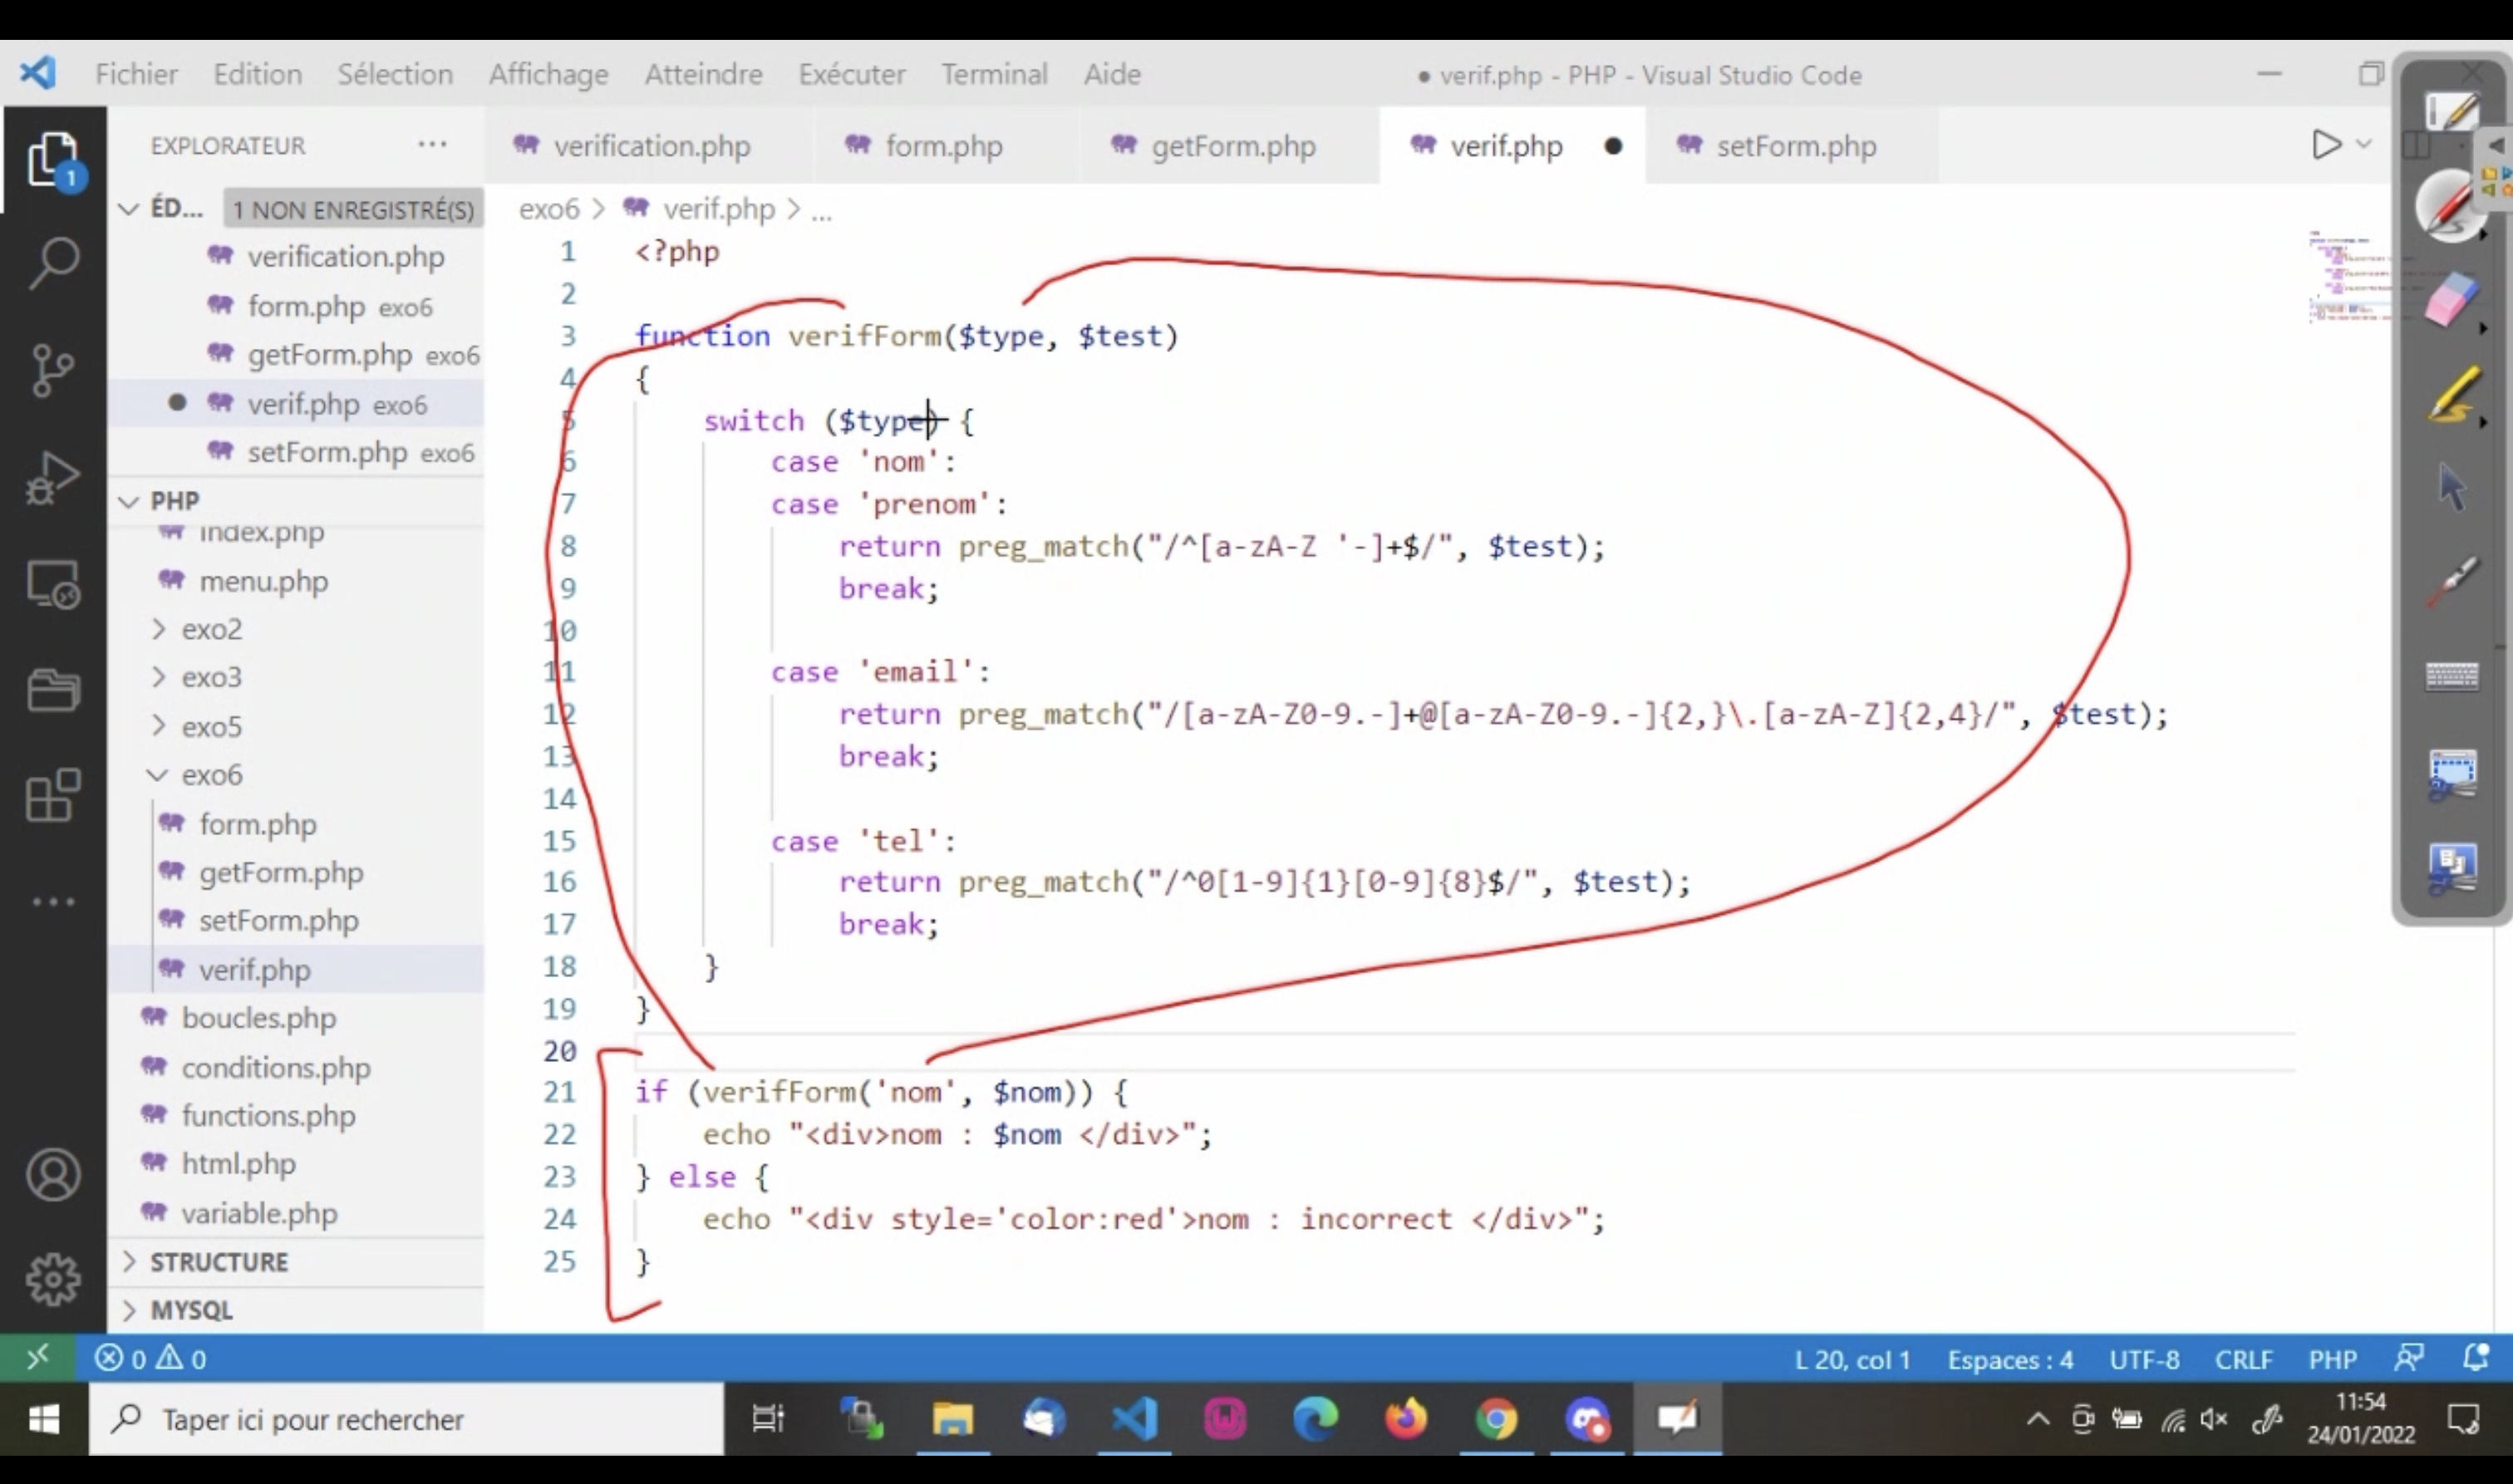 Fichier Edition Sélection Affichage Atteindre Exécuter Terminal Aide ● verif.php - PHP - Visual Studio Code
EXPLORATEUR ...
verification.php form.php getForm.php verif.php setForm.php
1
ÉD... 1 NON ENREGISTRÉ(S)
verification.php
form.php exo6
getForm.php exo6
verif.php exo6
setForm.php exo6
PHP
index.php
menu.php
exo2
exo3
exo5
exo6
form.php
getForm.php
setForm.php
verif.php
boucles.php
conditions.php
functions.php
html.php
variable.php
STRUCTURE
MYSQL
exo6 > verif.php > ...
1 <?php
2
3 function verifForm($type, $test)
4 {
5 switch ($type) {
6 case 'nom':
7 case 'prenom':
8 return preg_match("/^[a-zA-Z '-]+$/", $test);
9 break;
10
11 case 'email':
12 return preg_match("/[a-zA-Z0-9.-]+@[a-zA-Z0-9.-]{2,}\.[a-zA-Z]{2,4}/", $test);
13 break;
14
15 case 'tel':
16 return preg_match("/^0[1-9]{1}[0-9]{8}$/", $test);
17 break;
18 }
19 }
20
21 if (verifForm('nom', $nom)) {
22 echo "<div>nom : $nom </div>";
23 } else {
24 echo "<div style='color:red'>nom : incorrect </div>";
25 }
0 0 L 20, col 1 Espaces : 4 UTF-8 CRLF PHP
Taper ici pour rechercher
11:54
24/01/2022